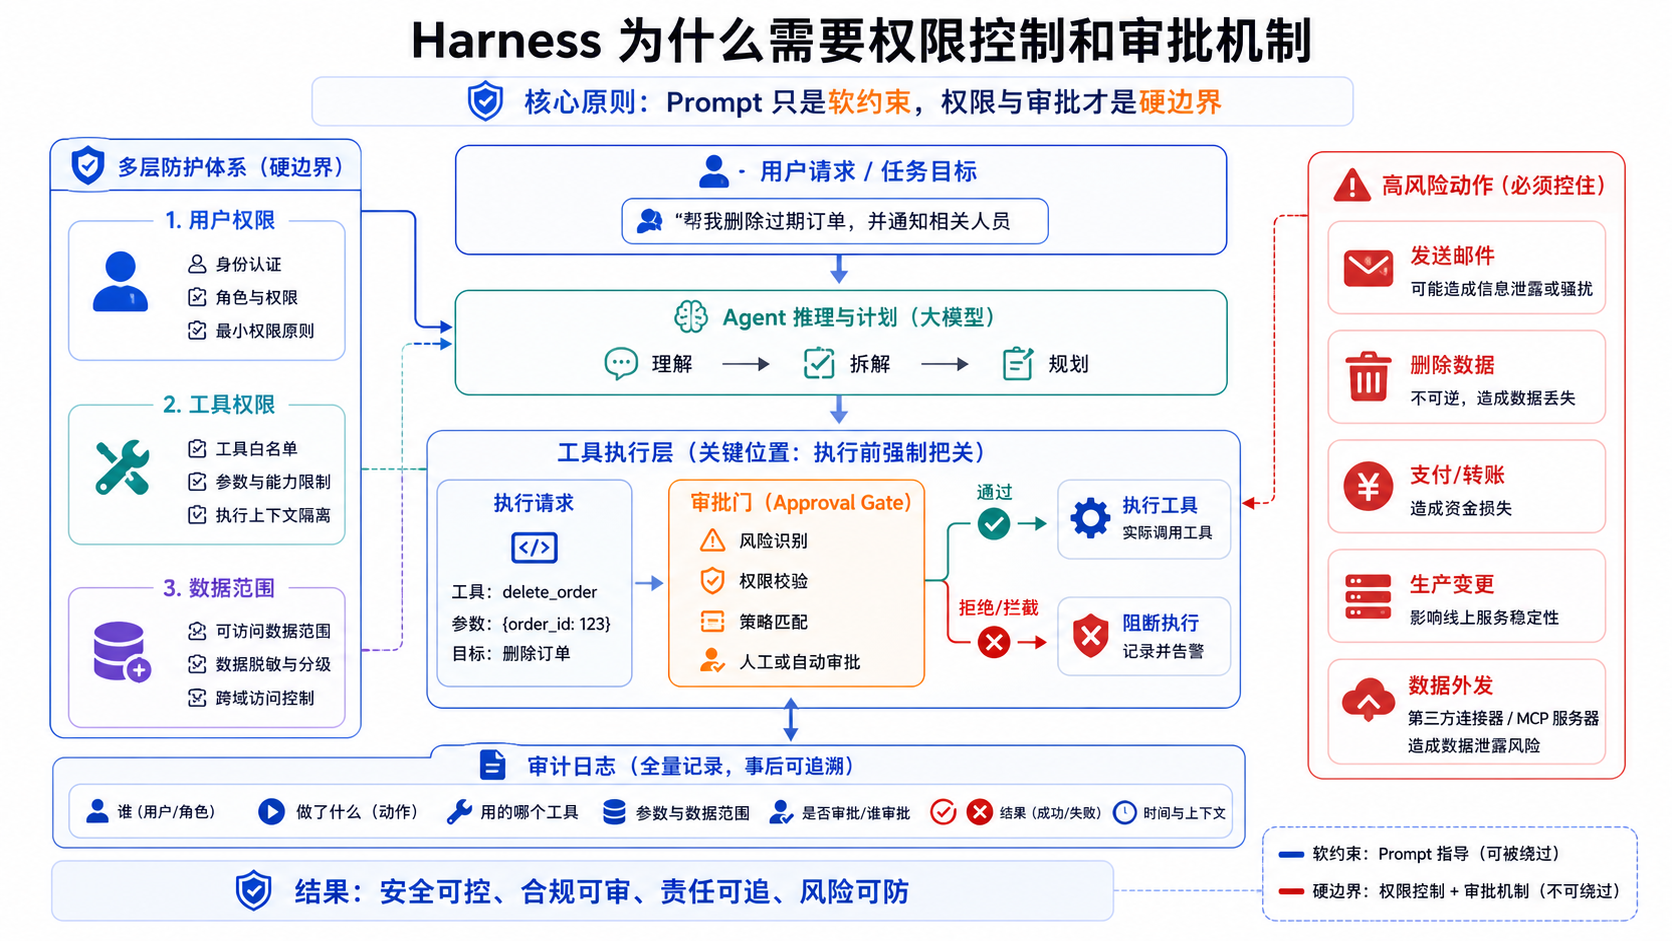 Harness 为什么需要权限控制和审批机制
核心原则：Prompt 只是软约束，权限与审批才是硬边界
多层防护体系（硬边界）
1. 用户权限
身份认证
角色与权限
最小权限原则
2. 工具权限
工具白名单
参数与能力限制
执行上下文隔离
3. 数据范围
可访问数据范围
数据脱敏与分级
跨域访问控制
用户请求 / 任务目标
“帮我删除过期订单，并通知相关人员
Agent 推理与计划（大模型）
理解
拆解
规划
工具执行层（关键位置：执行前强制把关）
执行请求
</>
工具：delete_order
参数：{order_id: 123}
目标：删除订单
审批门（Approval Gate）
风险识别
权限校验
策略匹配
人工或自动审批
通过
执行工具
实际调用工具
拒绝/拦截
阻断执行
记录并告警
高风险动作（必须控住）
发送邮件
可能造成信息泄露或骚扰
删除数据
不可逆，造成数据丢失
¥
支付/转账
造成资金损失
生产变更
影响线上服务稳定性
数据外发
第三方连接器 / MCP 服务器
造成数据泄露风险
审计日志（全量记录，事后可追溯）
谁（用户/角色）
做了什么（动作）
用的哪个工具
参数与数据范围
是否审批/谁审批
结果（成功/失败）
时间与上下文
结果：安全可控、合规可审、责任可追、风险可防
软约束：Prompt 指导（可被绕过）
硬边界：权限控制 + 审批机制（不可绕过）